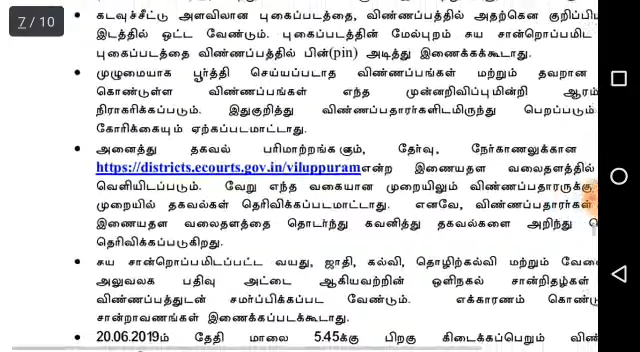 7 / 10
கடவுச்சீட்டு அளவிலான புகைப்படத்தை, விண்ணப்பத்தில் அதற்கென
இடத்தில் ஒட்ட வேண்டும். புகைப்படத்தின் மேல்புறம் சுய சான்றொப்பமிட
புகைப்படத்தை விண்ணப்பத்தில் பின்(pin) அடித்து இணைக்கக்கூடாது.
முழுமையாக பூர்த்தி செய்யப்படாத விண்ணப்பங்கள் மற்றும் தவறான
கொண்டுள்ள விண்ணப்பங்கள் எந்த முன்னறிவிப்புமின்றி
நிராகரிக்கப்படும். இதுகுறித்து விண்ணப்பதாரர்களிடமிருந்து பெறப்படும்
கோரிக்கையும் ஏற்கப்படமாட்டாது.
அனைத்து தகவல் பரிமாற்றங்களும், தேர்வு, நேர்காணலுக்கான
https://districts.ecourts.gov.in/viluppuramஎன்ற இணையதள வலைதளத்தில்
வெளியிடப்படும். வேறு எந்த வகையான முறையிலும் விண்ணப்பதாரருக்கு
முறையில் தகவல்கள் தெரிவிக்கப்படமாட்டாது. எனவே, விண்ணப்பதாரர்கள்
இணையதள வலைதளத்தை தொடர்ந்து கவனித்து தகவல்களை அறிந்து
தெரிவிக்கப்படுகிறது.
சுய சான்றொப்பமிடப்பட்ட வயது, ஜாதி, கல்வி, தொழிற்கல்வி மற்றும்
அலுவலக பதிவு அட்டை ஆகியவற்றின் ஒளிநகல் சான்றிதழ்கள்
விண்ணப்பத்துடன் சமர்ப்பிக்கப்பட வேண்டும். எக்காரணம்
சான்றாவணங்கள் இணைக்கப்படக்கூடாது.
20.06.2019ம் தேதி மாலை 5.45க்கு பிறகு கிடைக்கப்பெறும்